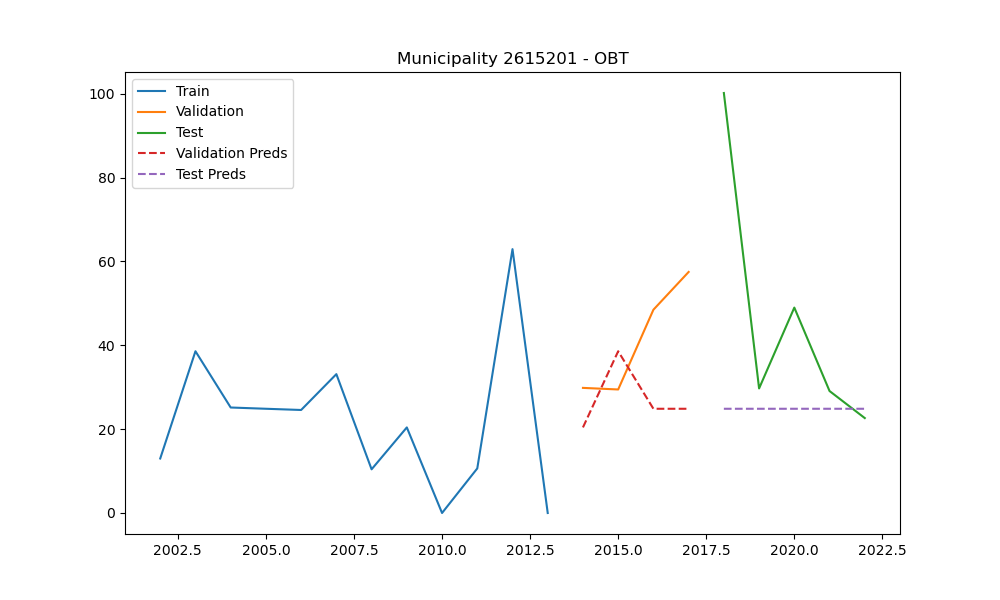 Municipality 2615201 - OBT
Train
Validation
Test
Validation Preds
Test Preds
100
80
60
40
20
0
2002.5 2005.0 2007.5 2010.0 2012.5 2015.0 2017.5 2020.0 2022.5